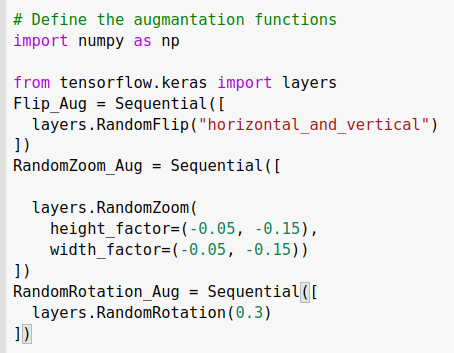 # Define the augmantation functions
import numpy as np
from tensorflow.keras import layers
Flip_Aug = Sequential([
  layers.RandomFlip("horizontal_and_vertical")
])
RandomZoom_Aug = Sequential([
  layers.RandomZoom(
    height_factor=(-0.05, -0.15),
    width_factor=(-0.05, -0.15))
])
RandomRotation_Aug = Sequential([
  layers.RandomRotation(0.3)
])